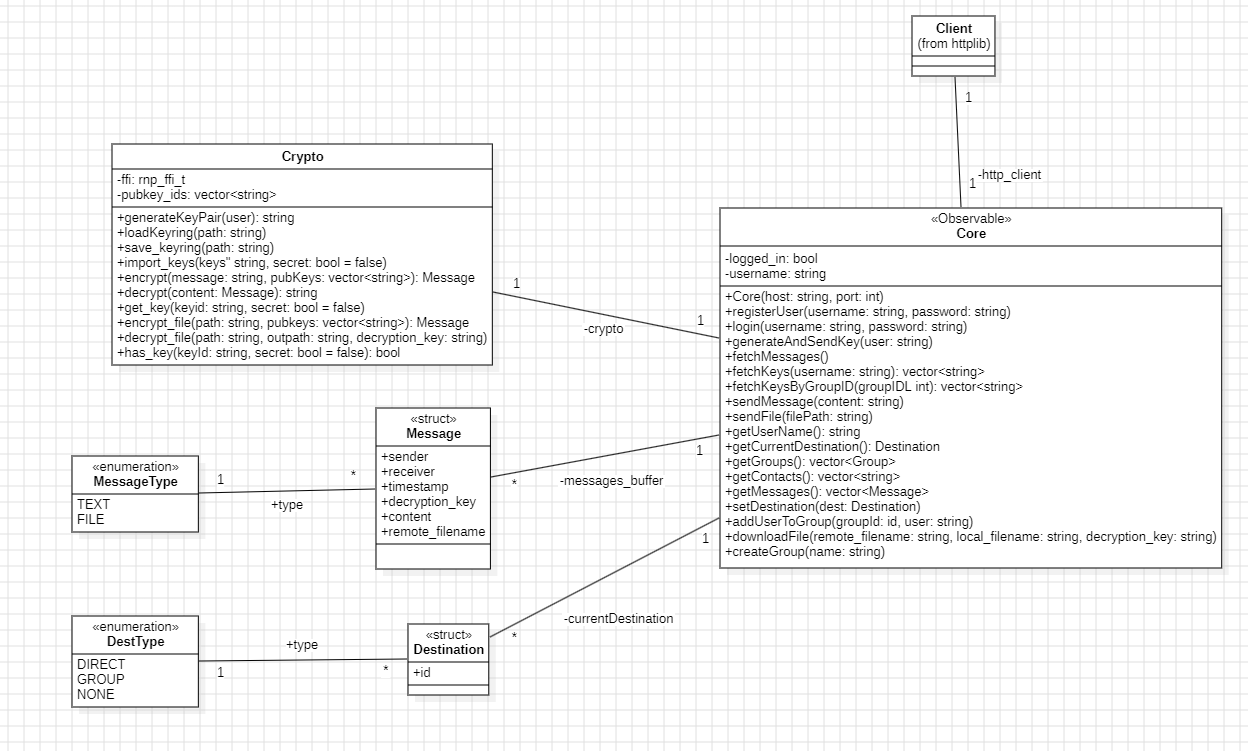 Client
(from httplib)
1
-http_client
1
Crypto
-ffi: rnp_ffi_t
-pubkey_ids: vector<string>
+generateKeyPair(user): string
+loadKeyring(path: string)
+save_keyring(path: string)
+import_keys(keys" string, secret: bool = false)
+encrypt(message: string, pubKeys: vector<string>): Message
+decrypt(content: Message): string
+get_key(keyid: string, secret: bool = false)
+encrypt_file(path: string, pubkeys: vector<string>): Message
+decrypt_file(path: string, outpath: string, decryption_key: string)
+has_key(keyId: string, secret: bool = false): bool
1
-crypto
1
«Observable»
Core
-logged_in: bool
-username: string
+Core(host: string, port: int)
+registerUser(username: string, password: string)
+login(username: string, password: string)
+generateAndSendKey(user: string)
+fetchMessages()
+fetchKeys(username: string): vector<string>
+fetchKeysByGroupID(groupIDL int): vector<string>
+sendMessage(content: string)
+sendFile(filePath: string)
+getUserName(): string
+getCurrentDestination(): Destination
+getGroups(): vector<Group>
+getContacts(): vector<string>
+getMessages(): vector<Message>
+setDestination(dest: Destination)
+addUserToGroup(groupId: id, user: string)
+downloadFile(remote_filename: string, local_filename: string, decryption_key: string)
+createGroup(name: string)
«struct»
Message
+sender
+receiver
+timestamp
+decryption_key
+content
+remote_filename
1
*
-messages_buffer
«enumeration»
MessageType
TEXT
FILE
1
*
+type
1
-currentDestination
*
«enumeration»
DestType
DIRECT
GROUP
NONE
+type
1
*
«struct»
Destination
+id